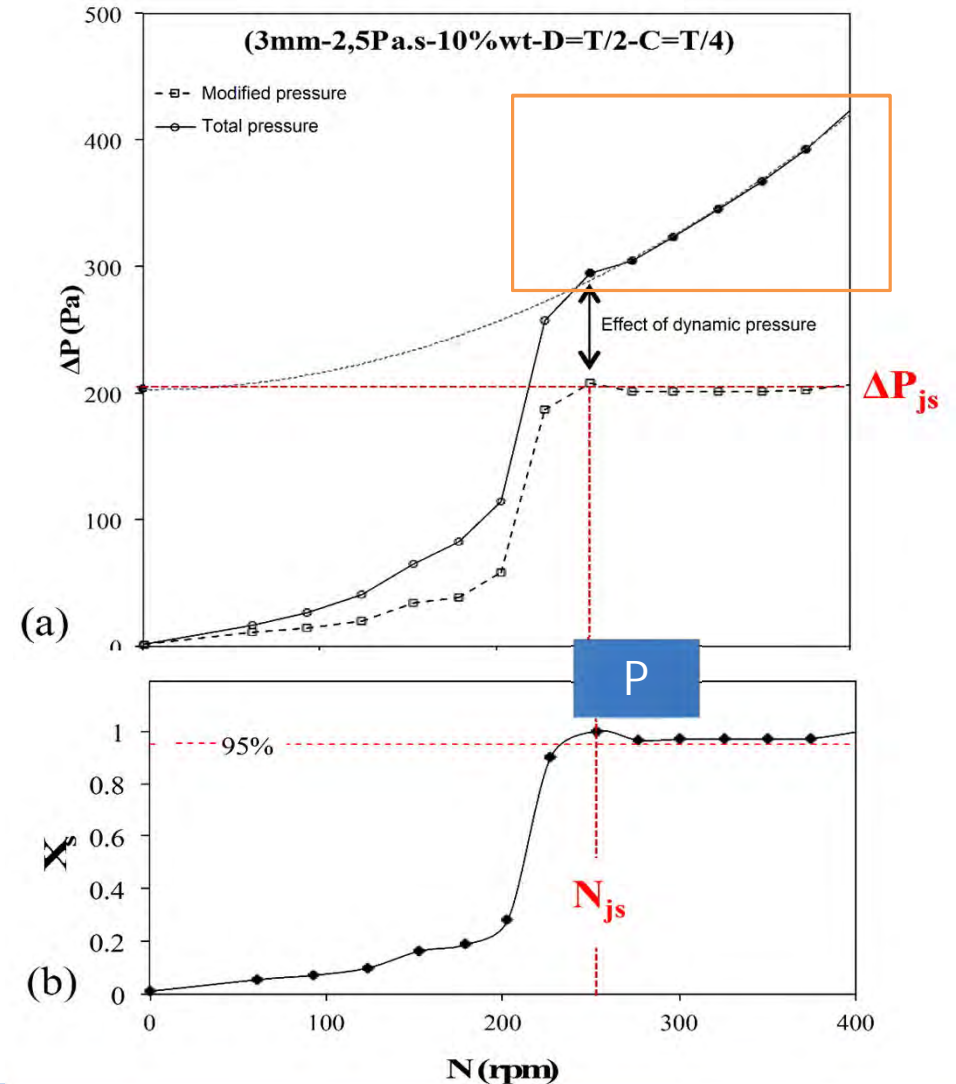 (3mm-2,5Pa.s-10%wt-D=T/2-C=T/4)
Modified pressure
Total pressure
500
400
300
200
100
0
ΔP (Pa)
Effect of dynamic pressure
ΔPjs
(a)
P
1
0.8
0.6
0.4
0.2
0
95%
Xs
Njs
(b)
0 100 200 300 400
N (rpm)